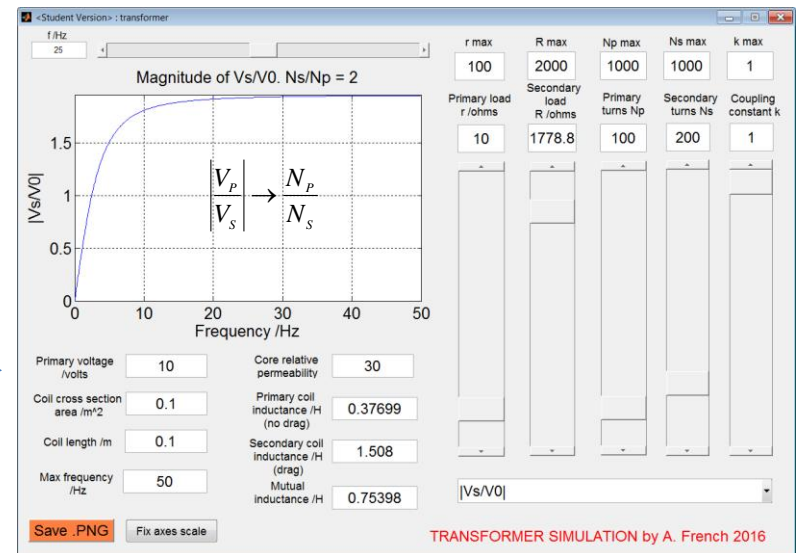 <Student Version> : transformer
f /Hz
25
Magnitude of Vs/V0. Ns/Np = 2
|Vs/V0|
1.5
1
0.5
0
0 10 20 30 40 50
Frequency /Hz
|V_P / V_S| → N_P / N_S
r max
R max
Np max
Ns max
k max
100
2000
1000
1000
1
Primary load
r /ohms
Secondary
load
R /ohms
Primary
turns Np
Secondary
turns Ns
Coupling
constant k
10
1778.8
100
200
1
Primary voltage
/volts
10
Coil cross section
area /m^2
0.1
Coil length /m
0.1
Max frequency
/Hz
50
Core relative
permeability
30
Primary coil
inductance /H
(no drag)
0.37699
Secondary coil
inductance /H
(drag)
1.508
Mutual
inductance /H
0.75398
|Vs/V0|
Save .PNG
Fix axes scale
TRANSFORMER SIMULATION by A. French 2016